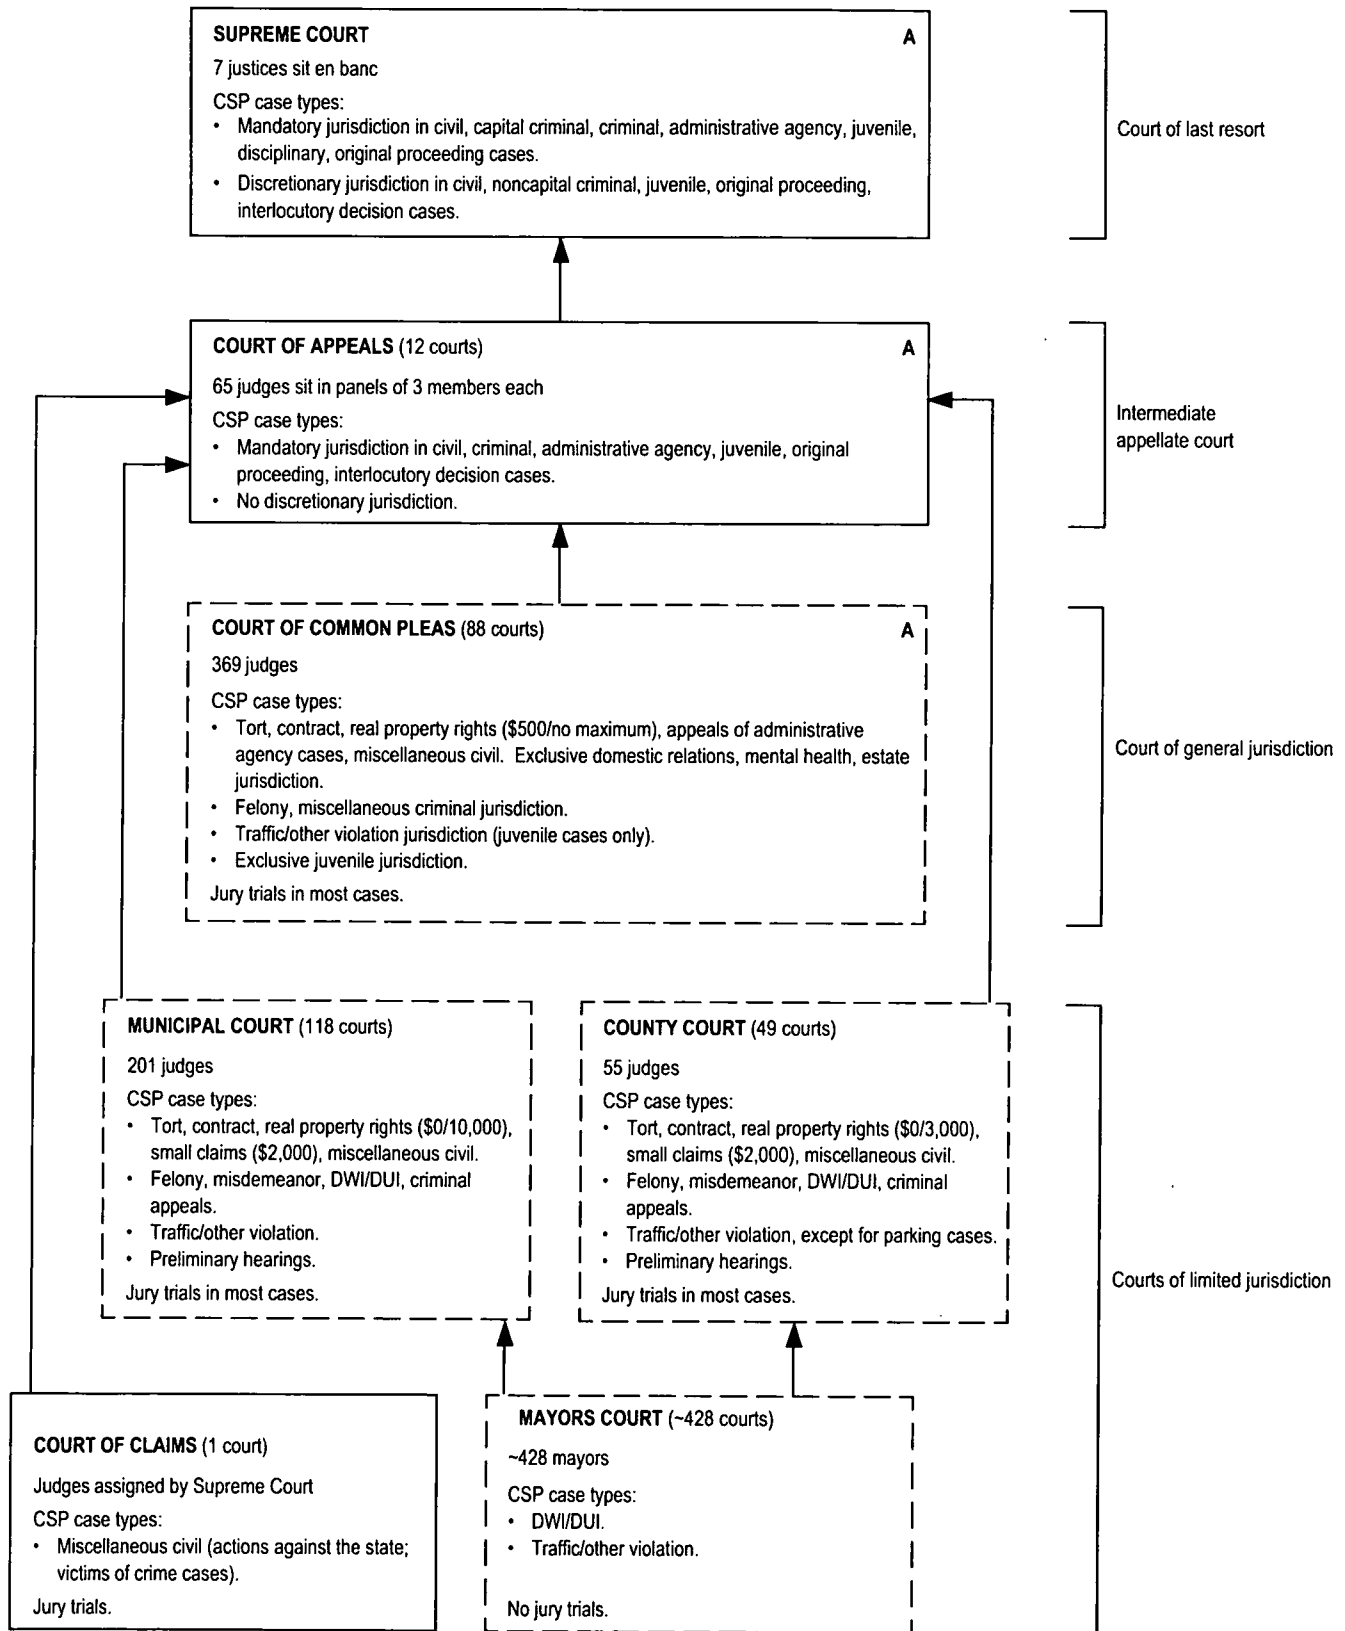 SUPREME COURT A
7 justices sit en banc
CSP case types:
• Mandatory jurisdiction in civil, capital criminal, criminal, administrative agency, juvenile,
disciplinary, original proceeding cases.
• Discretionary jurisdiction in civil, noncapital criminal, juvenile, original proceeding,
interlocutory decision cases.
Court of last resort
COURT OF APPEALS (12 courts) A
65 judges sit in panels of 3 members each
CSP case types:
• Mandatory jurisdiction in civil, criminal, administrative agency, juvenile, original
proceeding, interlocutory decision cases.
• No discretionary jurisdiction.
Intermediate
appellate court
COURT OF COMMON PLEAS (88 courts) A
369 judges
CSP case types:
• Tort, contract, real property rights ($500/no maximum), appeals of administrative
agency cases, miscellaneous civil. Exclusive domestic relations, mental health, estate
jurisdiction.
• Felony, miscellaneous criminal jurisdiction.
• Traffic/other violation jurisdiction (juvenile cases only).
• Exclusive juvenile jurisdiction.
Jury trials in most cases.
Court of general jurisdiction
MUNICIPAL COURT (118 courts)
201 judges
CSP case types:
• Tort, contract, real property rights ($0/10,000),
small claims ($2,000), miscellaneous civil.
• Felony, misdemeanor, DWI/DUI, criminal
appeals.
• Traffic/other violation.
• Preliminary hearings.
Jury trials in most cases.
COUNTY COURT (49 courts)
55 judges
CSP case types:
• Tort, contract, real property rights ($0/3,000),
small claims ($2,000), miscellaneous civil.
• Felony, misdemeanor, DWI/DUI, criminal
appeals.
• Traffic/other violation, except for parking cases.
• Preliminary hearings.
Jury trials in most cases.
Courts of limited jurisdiction
COURT OF CLAIMS (1 court)
Judges assigned by Supreme Court
CSP case types:
• Miscellaneous civil (actions against the state;
victims of crime cases).
Jury trials.
MAYORS COURT (~428 courts)
~428 mayors
CSP case types:
• DWI/DUI.
• Traffic/other violation.
No jury trials.